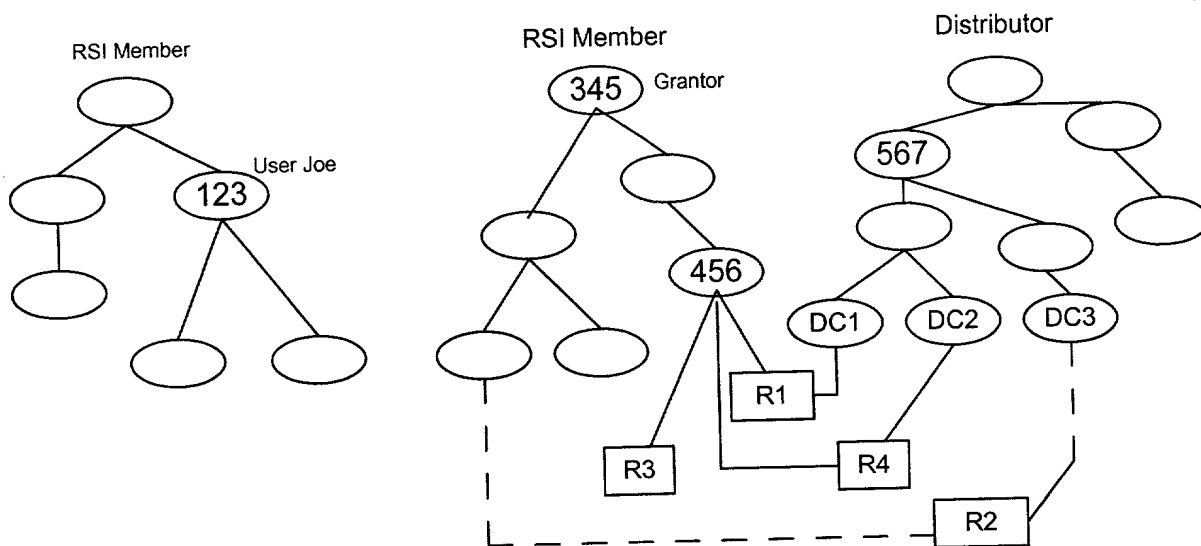 RSI Member
RSI Member
Distributor
345
Grantor
567
User Joe
123
456
DC1
DC2
DC3
R1
R3
R4
R2